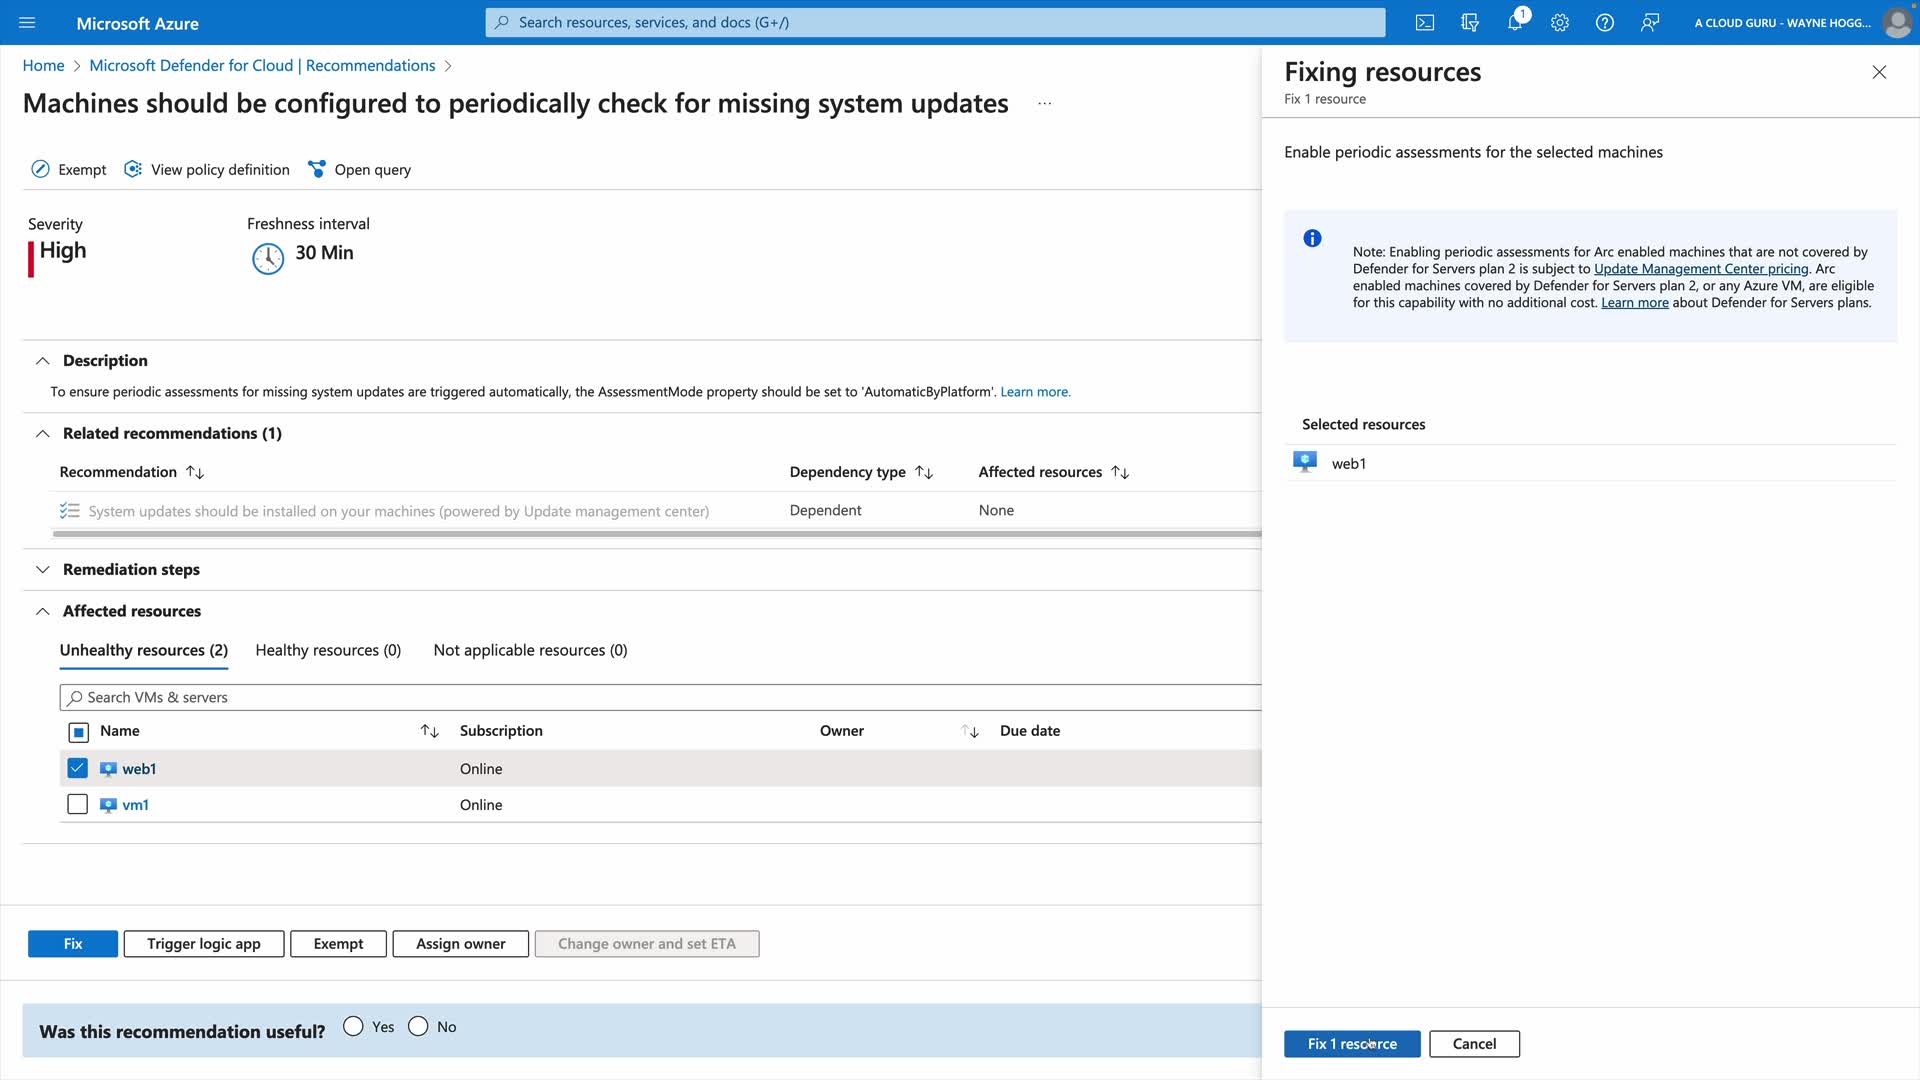 Microsoft Azure
Search resources, services, and docs (G+/)
1
A CLOUD GURU - WAYNE HOGG...
Home > Microsoft Defender for Cloud | Recommendations >
Machines should be configured to periodically check for missing system updates ...
Exempt
View policy definition
Open query
Severity
High
Freshness interval
30 Min
Description
To ensure periodic assessments for missing system updates are triggered automatically, the AssessmentMode property should be set to 'AutomaticByPlatform'. Learn more.
Related recommendations (1)
Recommendation
Dependency type
Affected resources
System updates should be installed on your machines (powered by Update management center)
Dependent
None
Remediation steps
Affected resources
Unhealthy resources (2)
Healthy resources (0)
Not applicable resources (0)
Search VMs & servers
Name
Subscription
Owner
Due date
web1
Online
vm1
Online
Fix
Trigger logic app
Exempt
Assign owner
Change owner and set ETA
Was this recommendation useful?
Yes
No
Fixing resources
Fix 1 resource
Enable periodic assessments for the selected machines
Note: Enabling periodic assessments for Arc enabled machines that are not covered by
Defender for Servers plan 2 is subject to Update Management Center pricing. Arc
enabled machines covered by Defender for Servers plan 2, or any Azure VM, are eligible
for this capability with no additional cost. Learn more about Defender for Servers plans.
Selected resources
web1
Fix 1 resource
Cancel